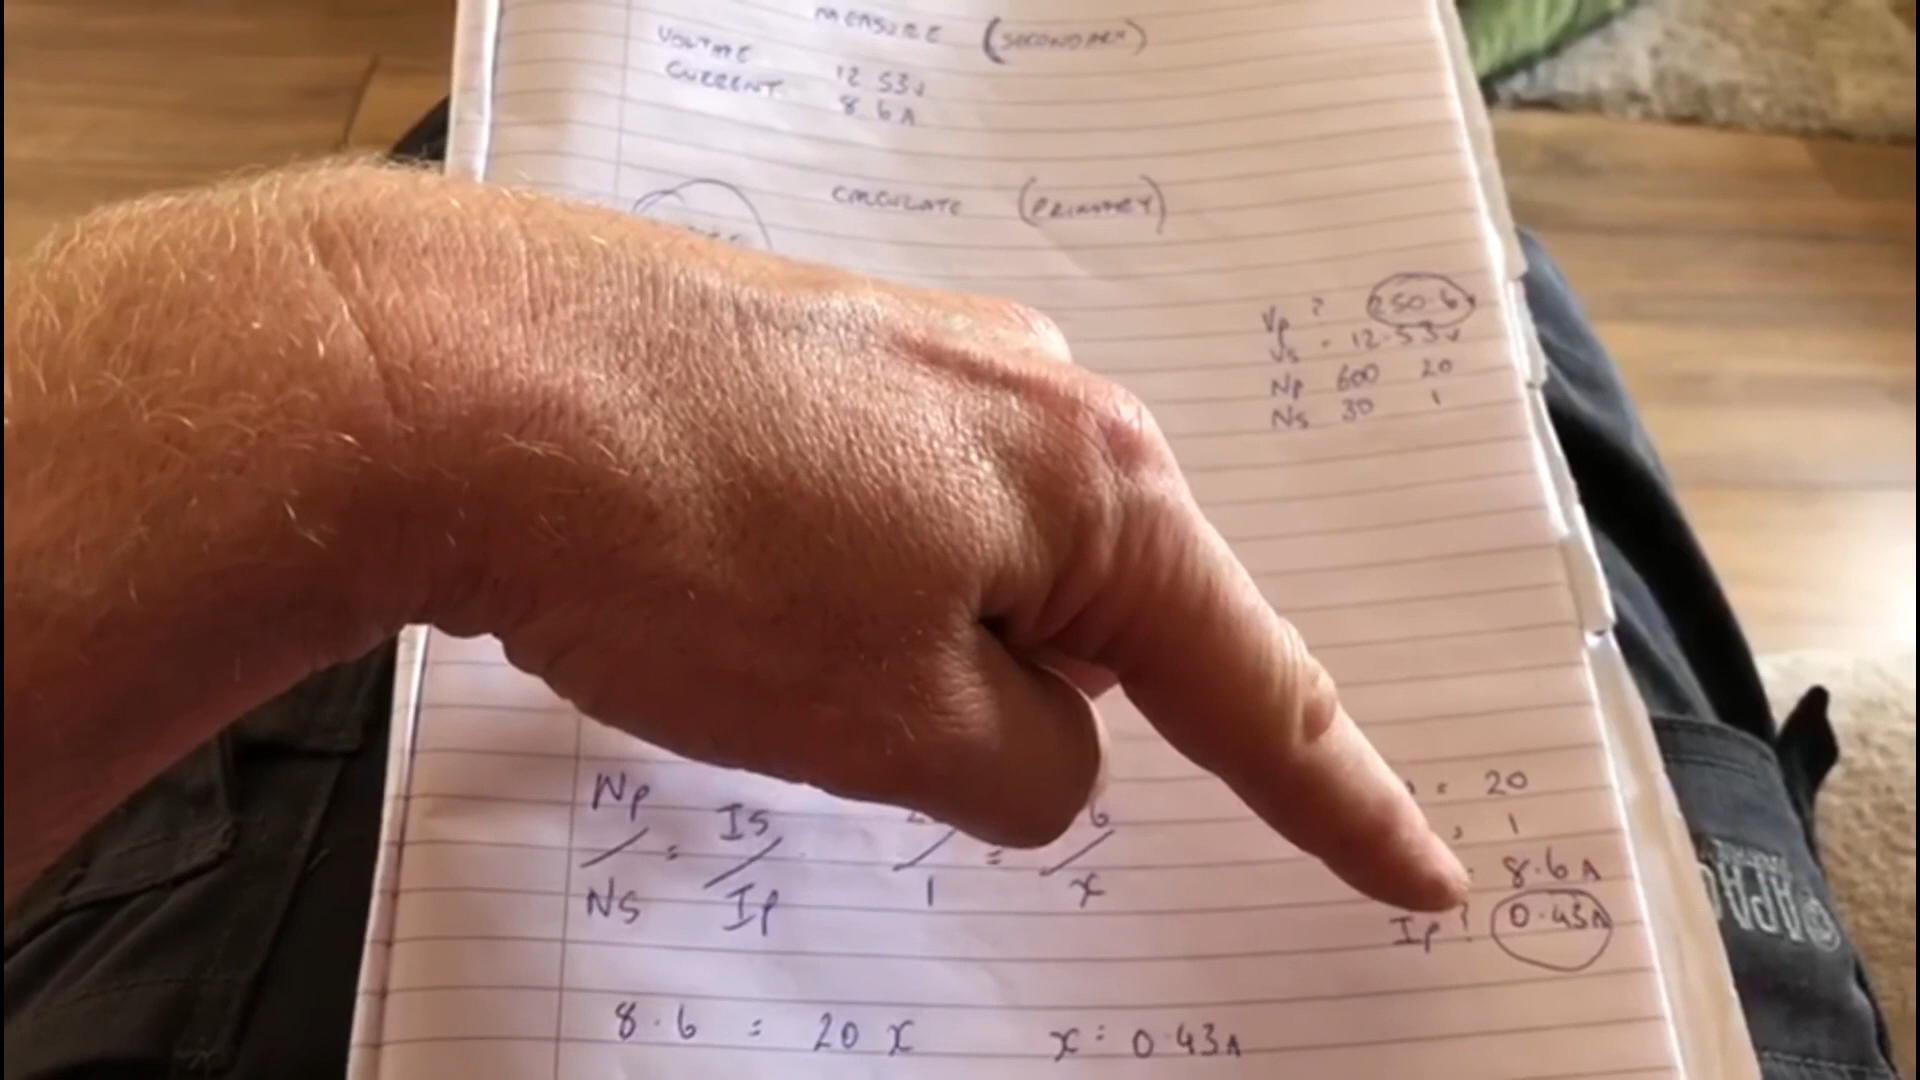 MEASURE (SECONDARY)
VOLTAGE 12.53V
CURRENT 8.6A
CALCULATE (PRIMARY)
Vp ? 250.6v
Vs = 12.53v
Np 600 20
Ns 30 1
= 20
1
= 8.6A
Ip? 0.43A
Np/Ns = Is/Ip
/1 = 6/x
8.6 = 20x x = 0.43A